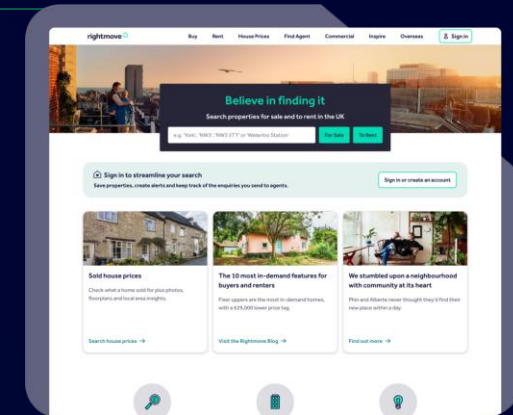 rightmove
Buy Rent House Prices Find Agent Commercial Inspire Overseas Sign in
Believe in finding it
Search properties for sale and to rent in the UK
e.g. 'York', 'NW3', 'NW3 5TY' or 'Waterloo Station' For Sale To Rent
Sign in to streamline your search
Save properties, create alerts and keep track of the enquiries you send to agents.
Sign in or create an account
Sold house prices
Check what a home sold for plus photos,
floorplans and local area insights.
Search house prices →
The 10 most in-demand features for
buyers and renters
Fixer uppers are the most in-demand homes,
with a £29,000 lower price tag.
Visit the Rightmove Blog →
We stumbled upon a neighbourhood
with community at its heart
Phin and Alberte never thought they'd find their
new place within a day.
Find out more →